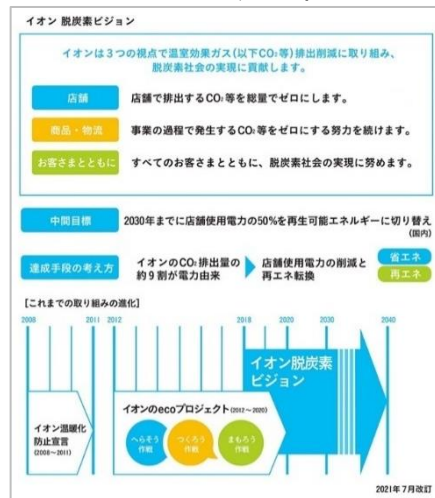 イオン 脱炭素ビジョン
イオンは3つの視点で温室効果ガス(以下CO₂等)排出削減に取り組み、
脱炭素社会の実現に貢献します。
店舗
店舗で排出するCO₂等を総量でゼロにします。
商品・物流
事業の過程で発生するCO₂等をゼロにする努力を続けます。
お客さまとともに
すべてのお客さまとともに、脱炭素社会の実現に努めます。
中間目標
2030年までに店舗使用電力の50%を再生可能エネルギーに切り替え
(国内)
達成手段の考え方
イオンのCO₂排出量の
約9割が電力由来
店舗使用電力の削減と
再エネ転換
省エネ
再エネ
[これまでの取り組みの進化]
2008
2011
2012
2018
2020
2030
2040
イオン脱炭素
ビジョン
イオン温暖化
防止宣言
(2008~2011)
イオンのecoプロジェクト(2012~2020)
へらそう
作戦
つくろう
作戦
まもろう
作戦
2021年7月改訂